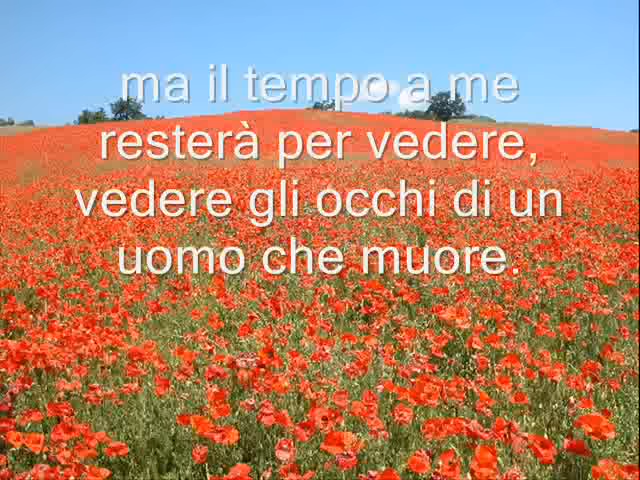 ma il tempo a me
resterà per vedere,
vedere gli occhi di un
uomo che muore.